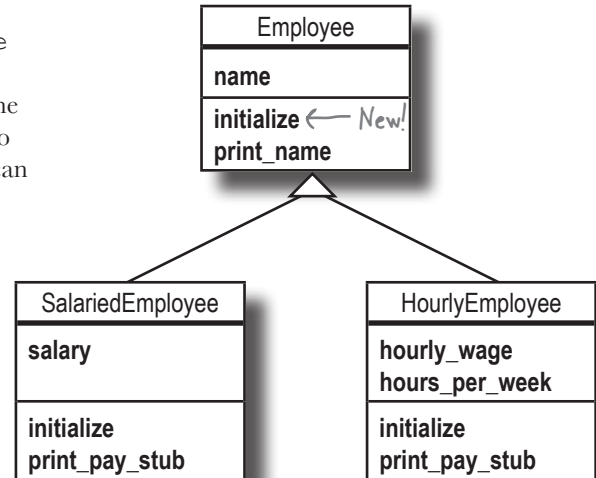 Employee
name
initialize ← New!
print_name
SalariedEmployee
salary
initialize
print_pay_stub
HourlyEmployee
hourly_wage
hours_per_week
initialize
print_pay_stub